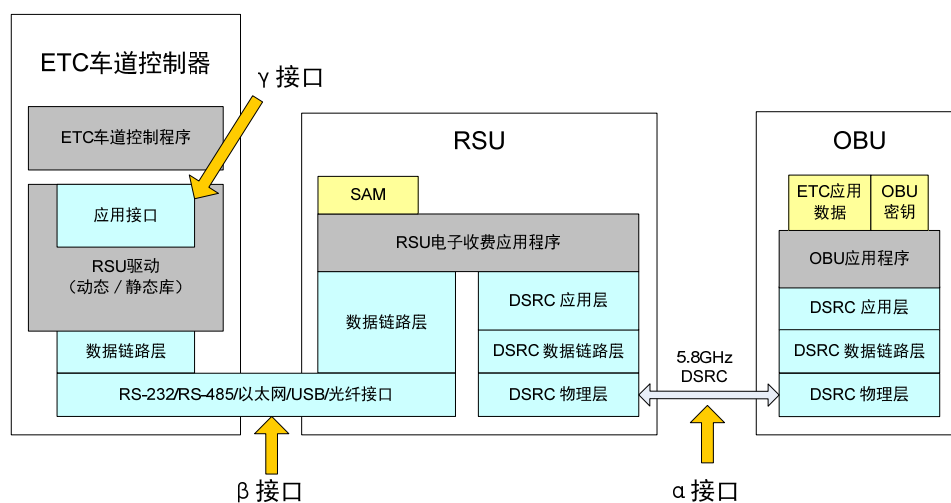 ETC车道控制器
γ 接口
ETC车道控制程序
应用接口
RSU驱动
（动态／静态库）
数据链路层
RS-232/RS-485/以太网/USB/光纤接口
β 接口
RSU
SAM
RSU电子收费应用程序
数据链路层
DSRC 应用层
DSRC 数据链路层
DSRC 物理层
5.8GHz
DSRC
α 接口
OBU
ETC应用
数据
OBU
密钥
OBU应用程序
DSRC 应用层
DSRC 数据链路层
DSRC 物理层